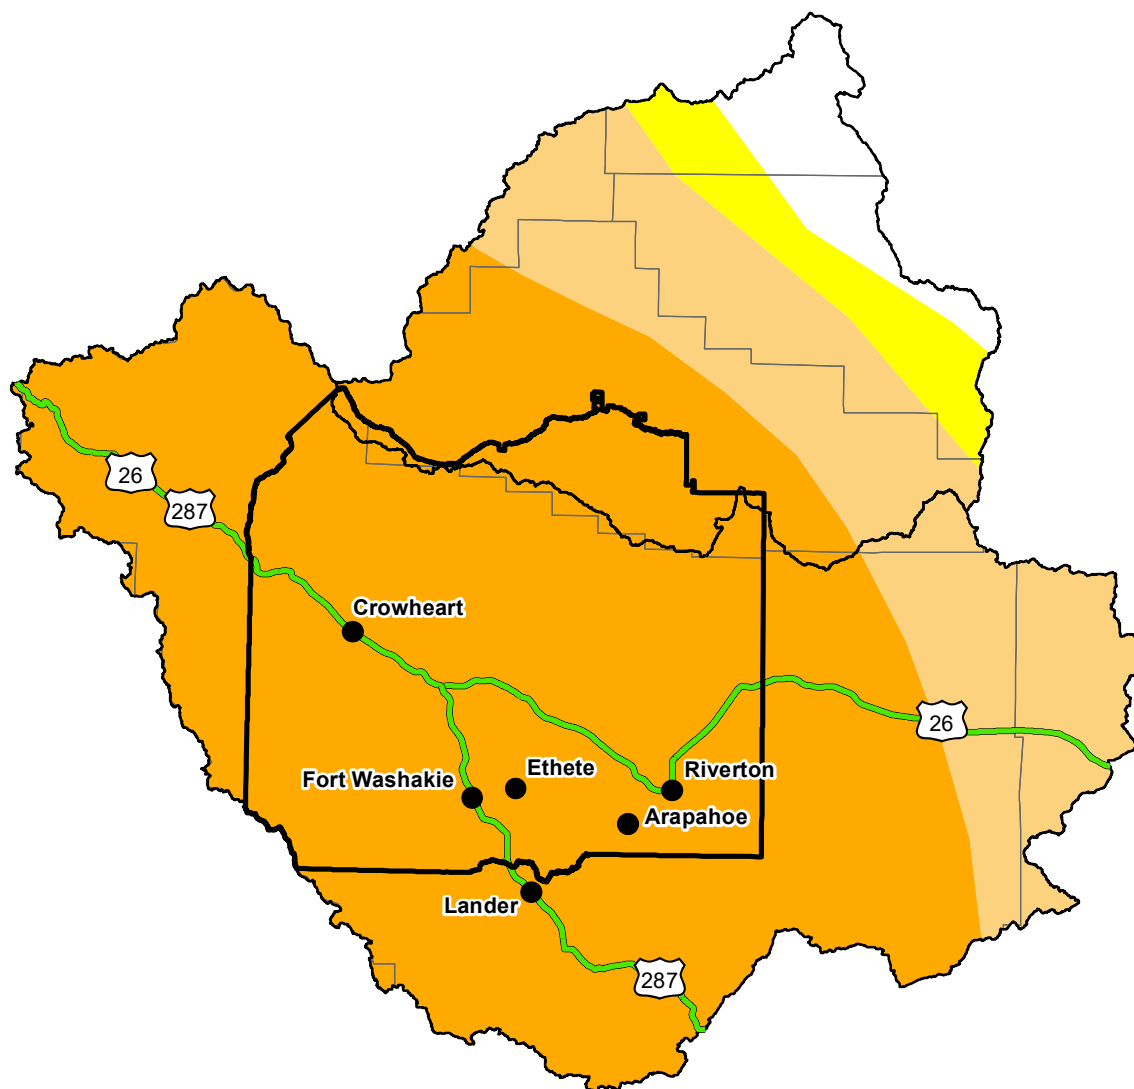 26
287
Crowheart
26
Ethete
Riverton
Fort Washakie
Arapahoe
Lander
287